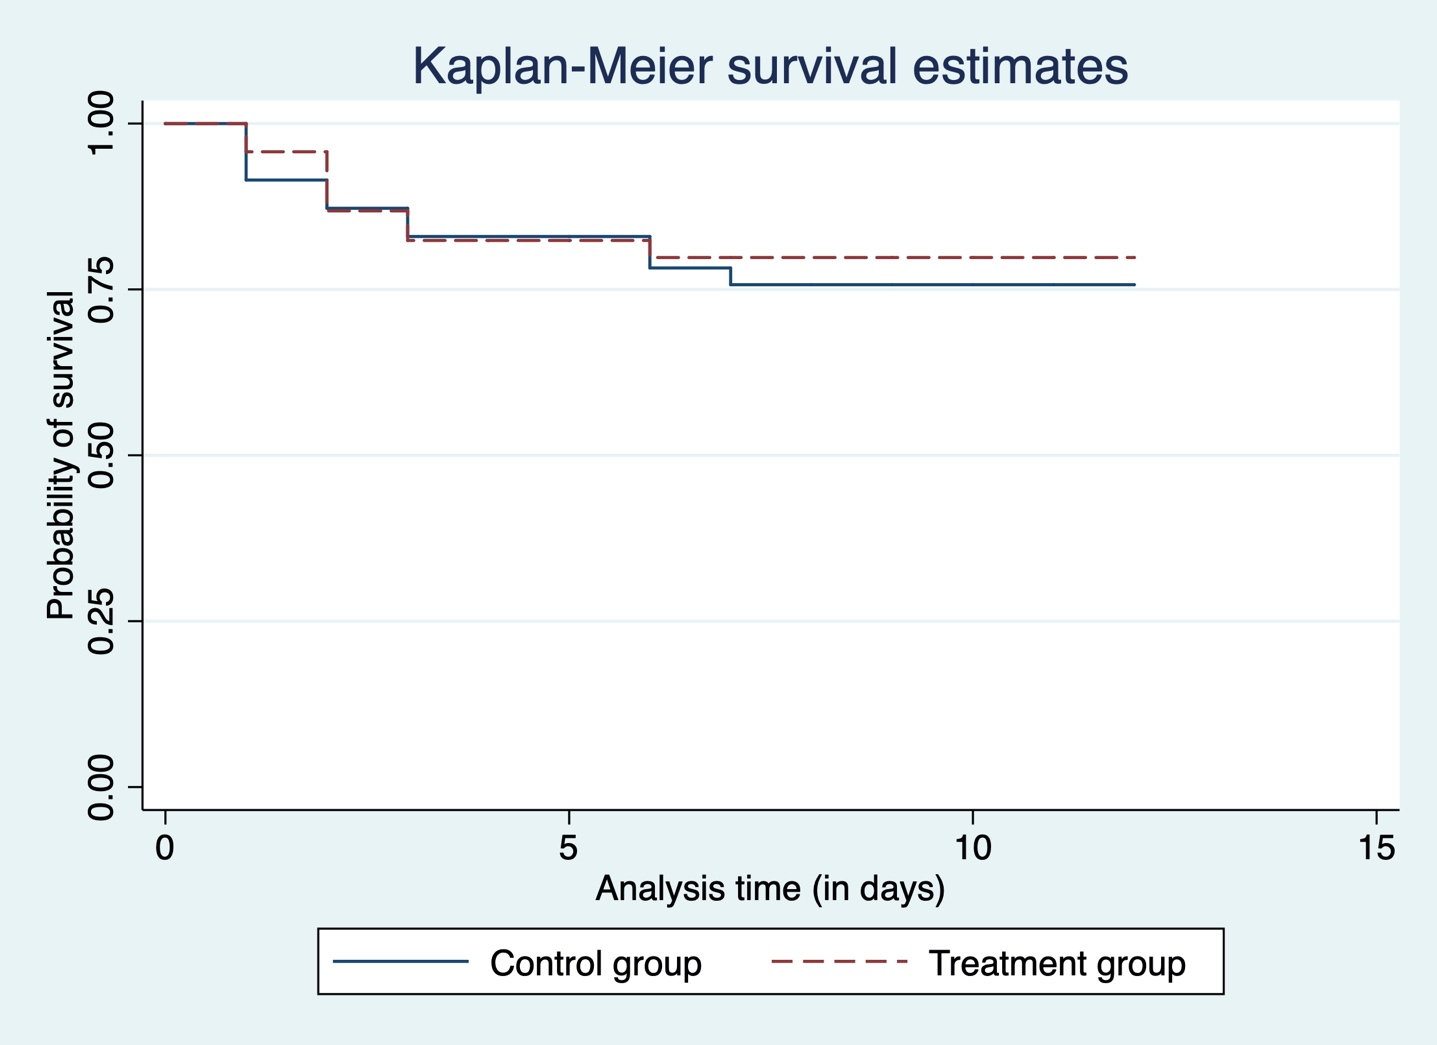 Kaplan-Meier survival estimates
Probability of survival
1.00
0.75
0.50
0.25
0.00
0 5 10 15
Analysis time (in days)
Control group Treatment group